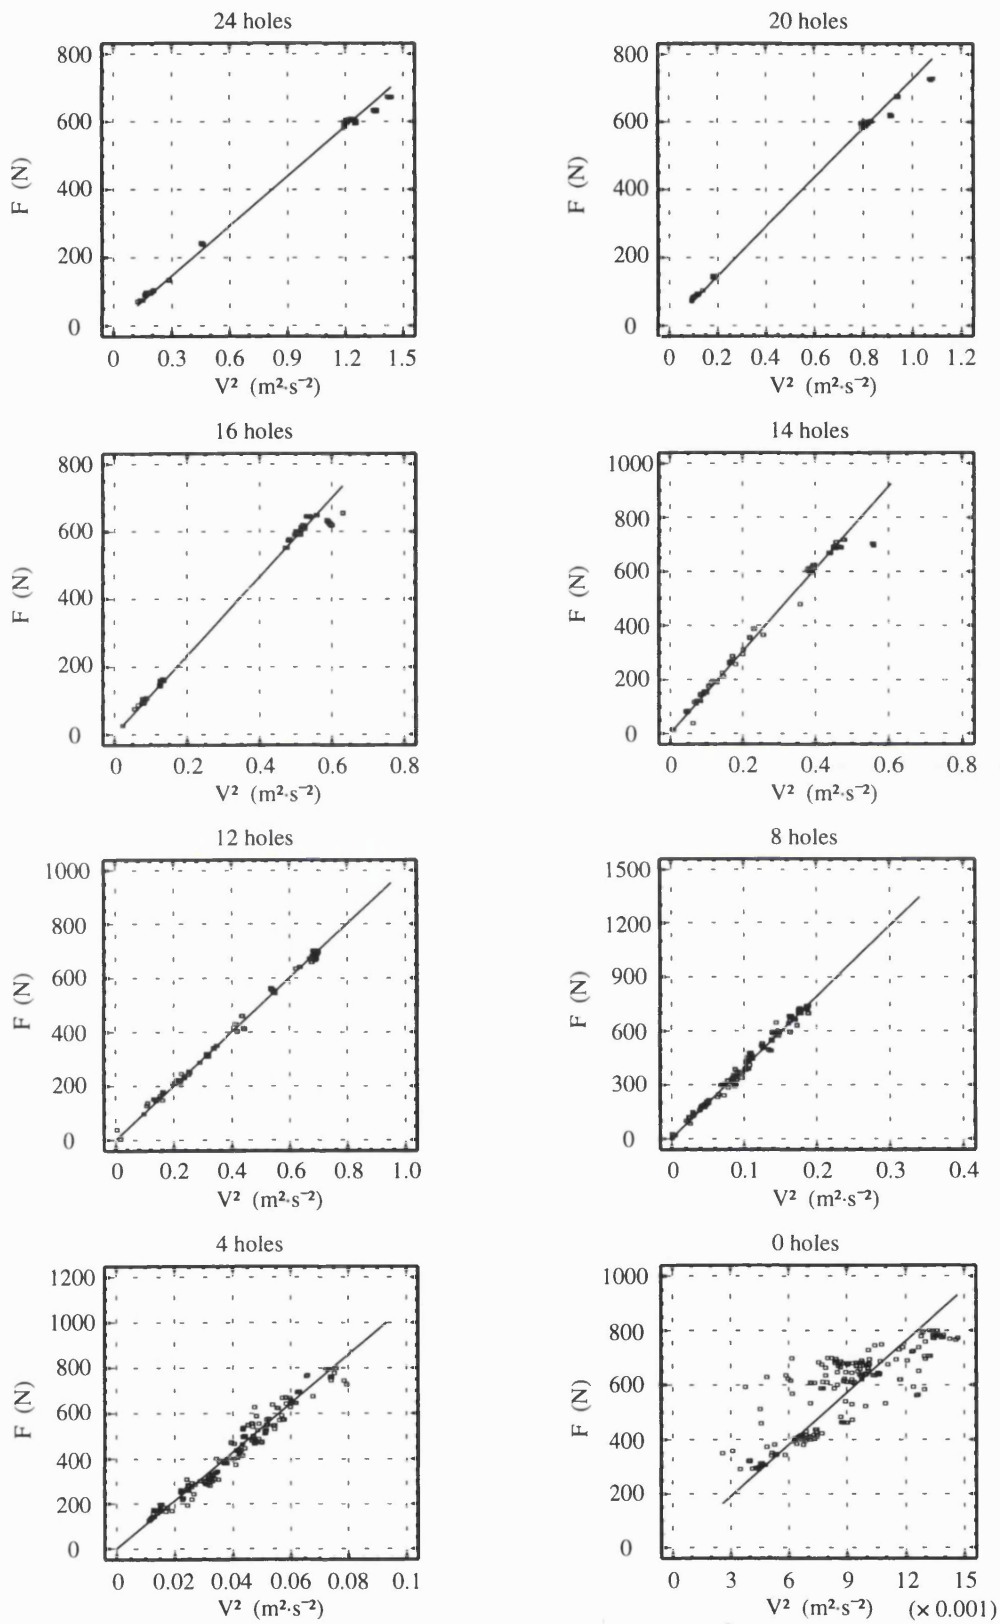 24 holes
800
600
400
200
0
F (N)
0 0.3 0.6 0.9 1.2 1.5
V² (m²·s⁻²)
20 holes
800
600
400
200
0
F (N)
0 0.2 0.4 0.6 0.8 1.0 1.2
V² (m²·s⁻²)
16 holes
800
600
400
200
0
F (N)
0 0.2 0.4 0.6 0.8
V² (m²·s⁻²)
14 holes
1000
800
600
400
200
0
F (N)
0 0.2 0.4 0.6 0.8
V² (m²·s⁻²)
12 holes
1000
800
600
400
200
0
F (N)
0 0.2 0.4 0.6 0.8 1.0
V² (m²·s⁻²)
8 holes
1500
1200
900
600
300
0
F (N)
0 0.1 0.2 0.3 0.4
V² (m²·s⁻²)
4 holes
1200
1000
800
600
400
200
0
F (N)
0 0.02 0.04 0.06 0.08 0.1
V² (m²·s⁻²)
0 holes
1000
800
600
400
200
0
F (N)
0 3 6 9 12 15
V² (m²·s⁻²) (× 0.001)